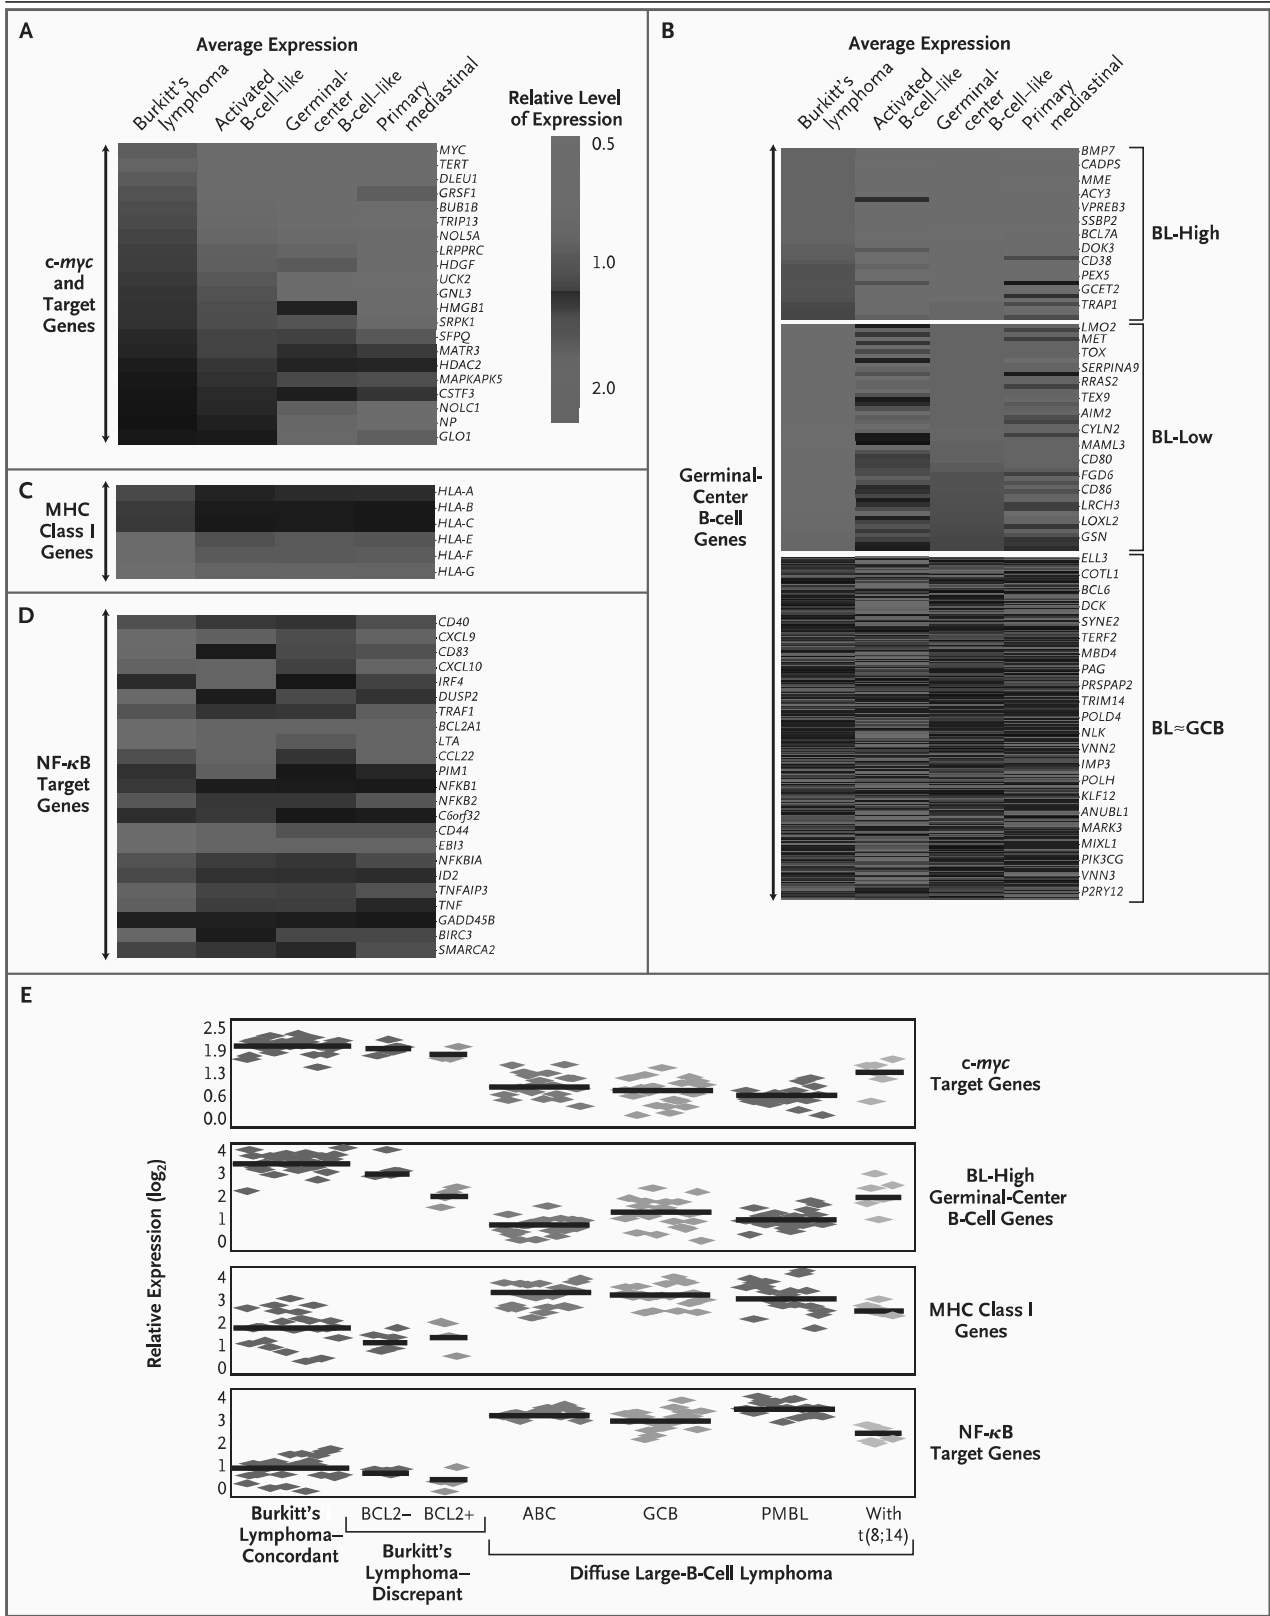 A
Average Expression
Burkitt's
lymphoma
Activated
B-cell–like
Germinal-
center
B-cell–like
Primary
mediastinal
Relative Level
of Expression
0.5
1.0
2.0
c-myc
and
Target
Genes
MYC
TERT
DLEU1
GRSF1
BUB1B
TRIP13
NOL5A
LRPPRC
HDGF
UCK2
GNL3
HMGB1
SRPK1
SFPQ
MATR3
HDAC2
MAPKAPK5
CSTF3
NOLC1
NP
GLO1
B
Average Expression
Burkitt's
lymphoma
Activated
B-cell–like
Germinal-
center
B-cell–like
Primary
mediastinal
Germinal-
Center
B-cell
Genes
BMP7
CADPS
MME
ACY3
VPREB3
SSBP2
BCL7A
DOK3
CD38
PEX5
GCET2
TRAP1
BL-High
LMO2
MET
TOX
SERPINA9
RRAS2
TEX9
AIM2
CYLN2
MAML3
CD80
FGD6
CD86
LRCH3
LOXL2
GSN
BL-Low
ELL3
COTL1
BCL6
DCK
SYNE2
TERF2
MBD4
PAG
PRSPAP2
TRIM14
POLD4
NLK
VNN2
IMP3
POLH
KLF12
ANUBL1
MARK3
MIXL1
PIK3CG
VNN3
P2RY12
BL≈GCB
C
MHC
Class I
Genes
HLA-A
HLA-B
HLA-C
HLA-E
HLA-F
HLA-G
D
NF-κB
Target
Genes
CD40
CXCL9
CD83
CXCL10
IRF4
DUSP2
TRAF1
BCL2A1
LTA
CCL22
PIM1
NFKB1
NFKB2
C6orf32
CD44
EBI3
NFKBIA
ID2
TNFAIP3
TNF
GADD45B
BIRC3
SMARCA2
E
Relative Expression (log₂)
2.5
1.9
1.3
0.6
0.0
c-myc
Target Genes
4
3
2
1
0
BL-High
Germinal-Center
B-Cell Genes
4
3
2
1
0
MHC Class I
Genes
4
3
2
1
0
NF-κB
Target Genes
Burkitt's
Lymphoma–
Concordant
BCL2–
BCL2+
Burkitt's
Lymphoma–
Discrepant
ABC
GCB
PMBL
With
t(8;14)
Diffuse Large-B-Cell Lymphoma